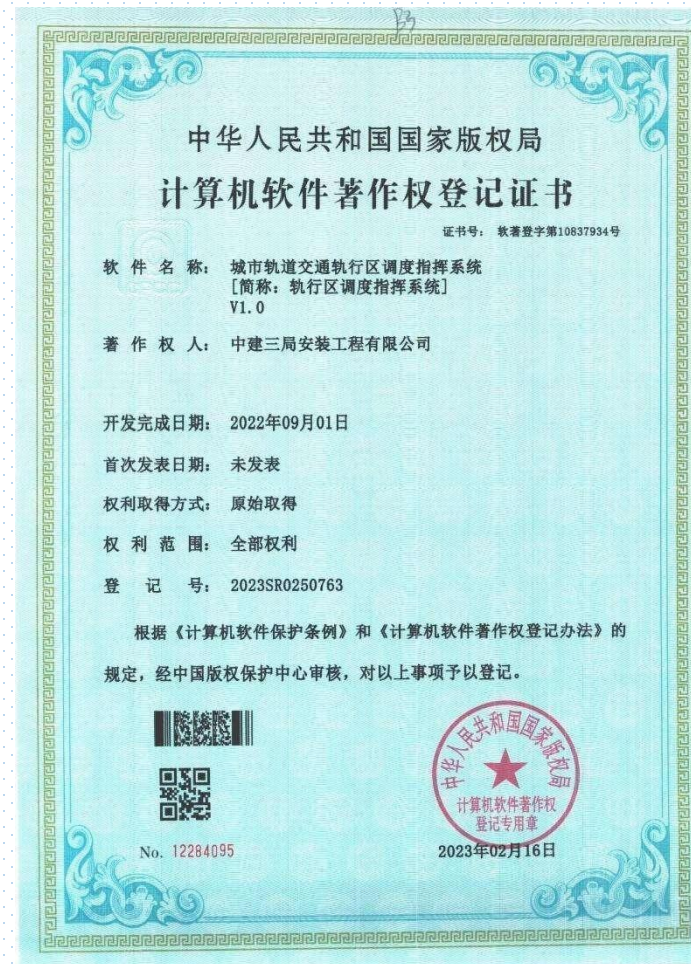 中华人民共和国国家版权局
计算机软件著作权登记证书
证书号： 软著登字第10837934号
软件名称： 城市轨道交通轨行区调度指挥系统
[简称：轨行区调度指挥系统]
V1.0
著作权人： 中建三局安装工程有限公司
开发完成日期： 2022年09月01日
首次发表日期： 未发表
权利取得方式： 原始取得
权利范围： 全部权利
登记号： 2023SR0250763
根据《计算机软件保护条例》和《计算机软件著作权登记办法》的
规定，经中国版权保护中心审核，对以上事项予以登记。
中华人民共和国国家版权局
计算机软件著作权
登记专用章
No. 12284095
2023年02月16日